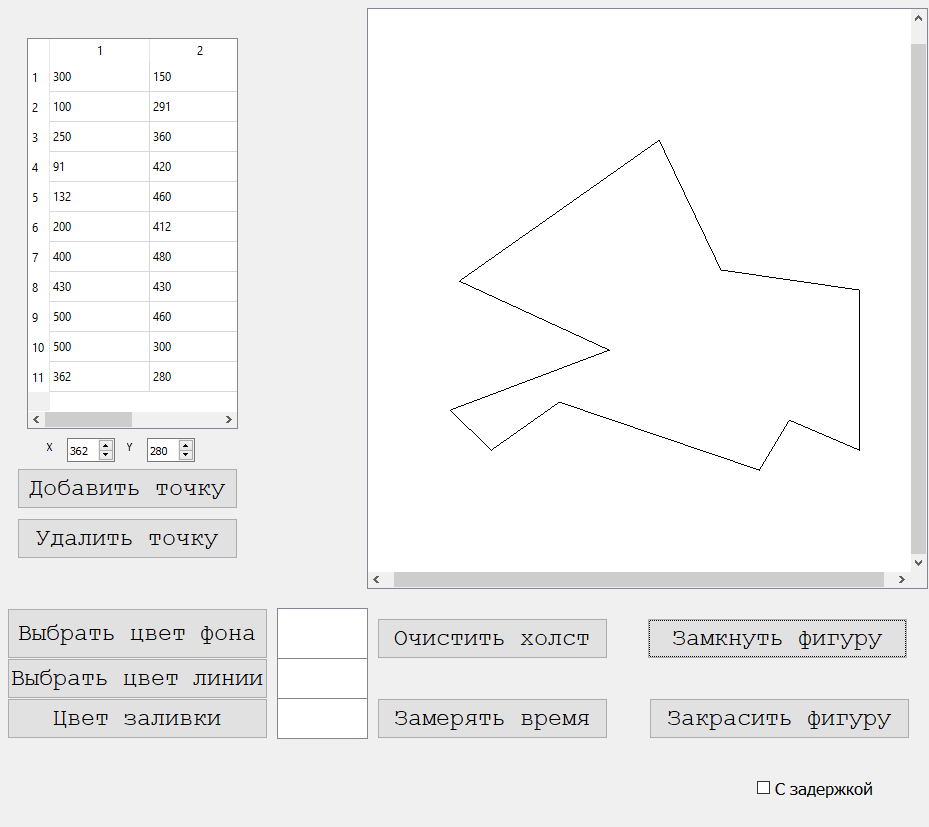 1 2
1 300 150
2 100 291
3 250 360
4 91 420
5 132 460
6 200 412
7 400 480
8 430 430
9 500 460
10 500 300
11 362 280
X 362 Y 280
Добавить точку
Удалить точку
Выбрать цвет фона
Выбрать цвет линии
Цвет заливки
Очистить холст
Замерять время
Замкнуть фигуру
Закрасить фигуру
С задержкой